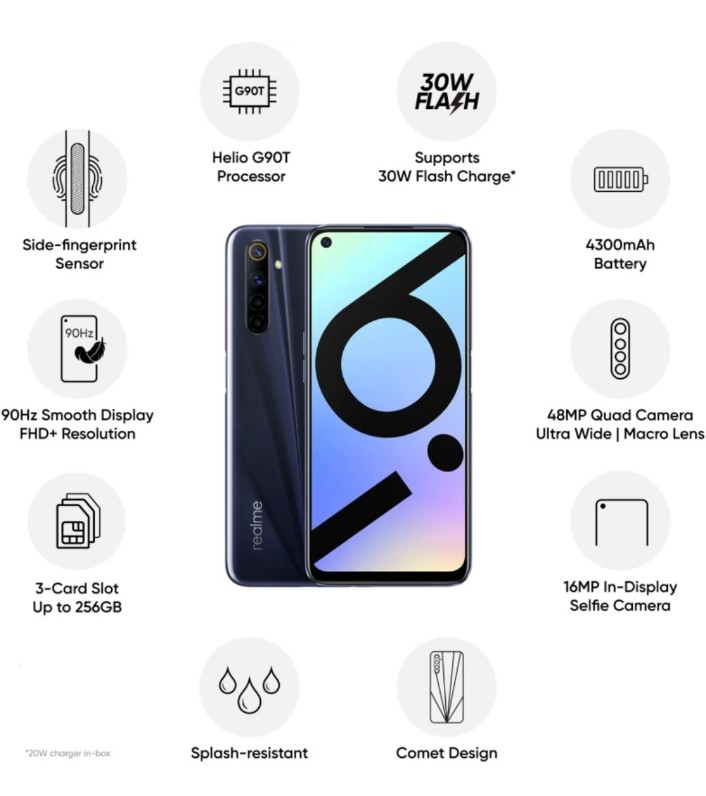 G90T
Helio G90T
Processor
30W
FLASH
Supports
30W Flash Charge*
Side-fingerprint
Sensor
4300mAh
Battery
90Hz
90Hz Smooth Display
FHD+ Resolution
48MP Quad Camera
Ultra Wide | Macro Lens
3-Card Slot
Up to 256GB
16MP In-Display
Selfie Camera
realme
6i
Splash-resistant
Comet Design
*20W charger in-box